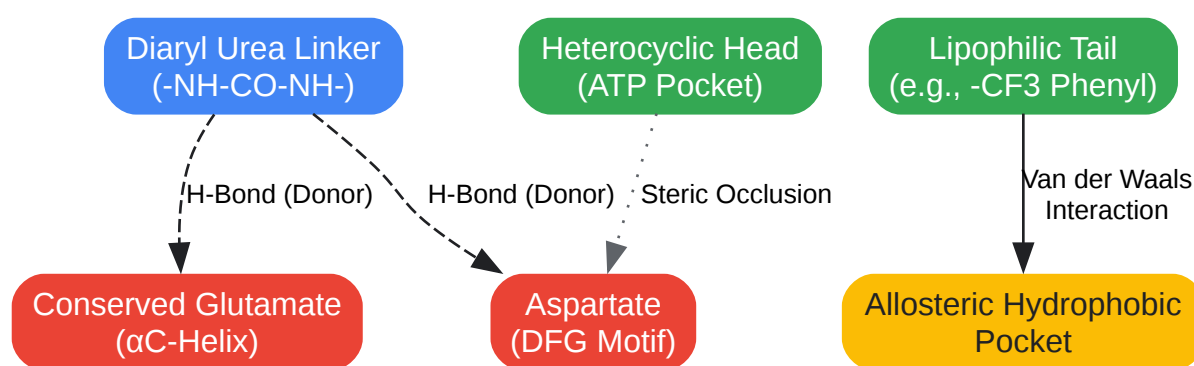 Diaryl Urea Linker
(-NH-CO-NH-)
Heterocyclic Head
(ATP Pocket)
Lipophilic Tail
(e.g., -CF3 Phenyl)
H-Bond (Donor)
H-Bond (Donor)
Steric Occlusion
Van der Waals
Interaction
Conserved Glutamate
(αC-Helix)
Aspartate
(DFG Motif)
Allosteric Hydrophobic
Pocket